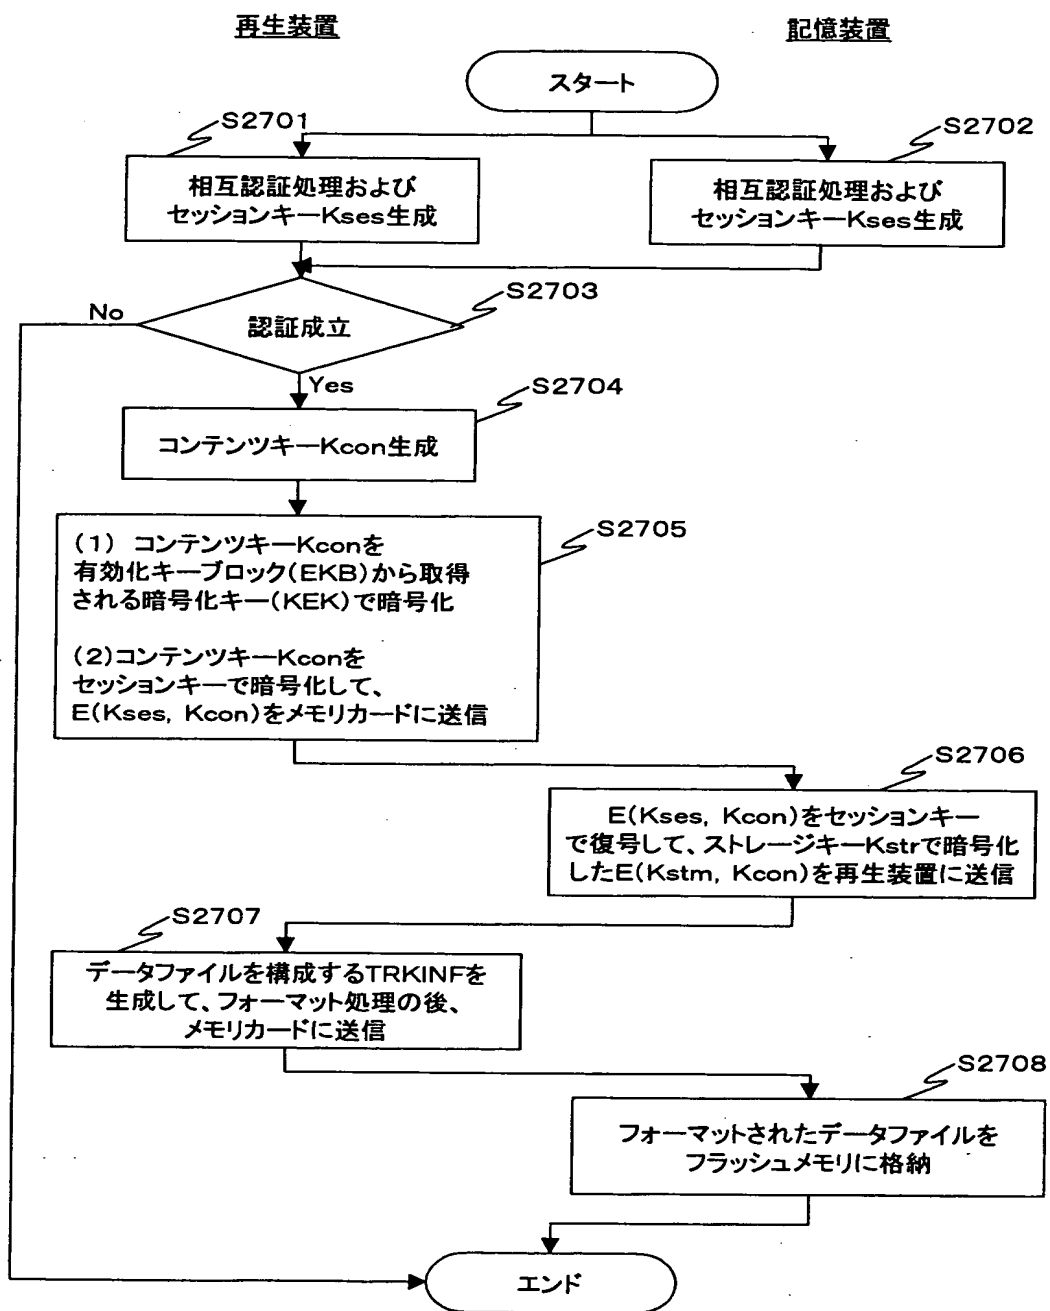 再生装置
記憶装置
スタート
S2701
S2702
相互認証処理および
セッションキーKses生成
相互認証処理および
セッションキーKses生成
S2703
No
認証成立
Yes
S2704
コンテンツキーKcon生成
S2705
(1) コンテンツキーKconを
有効化キーブロック(EKB)から取得
される暗号化キー(KEK)で暗号化
(2)コンテンツキーKconを
セッションキーで暗号化して、
E(Kses, Kcon)をメモリカードに送信
S2706
E(Kses, Kcon)をセッションキー
で復号して、ストレージキーKstrで暗号化
したE(Kstm, Kcon)を再生装置に送信
S2707
データファイルを構成するTRKINFを
生成して、フォーマット処理の後、
メモリカードに送信
S2708
フォーマットされたデータファイルを
フラッシュメモリに格納
エンド